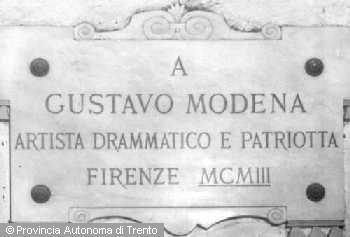 A
GUSTAVO MODENA
ARTISTA DRAMMATICO E PATRIOTTA
FIRENZE MCMIII
© Provincia Autonoma di Trento